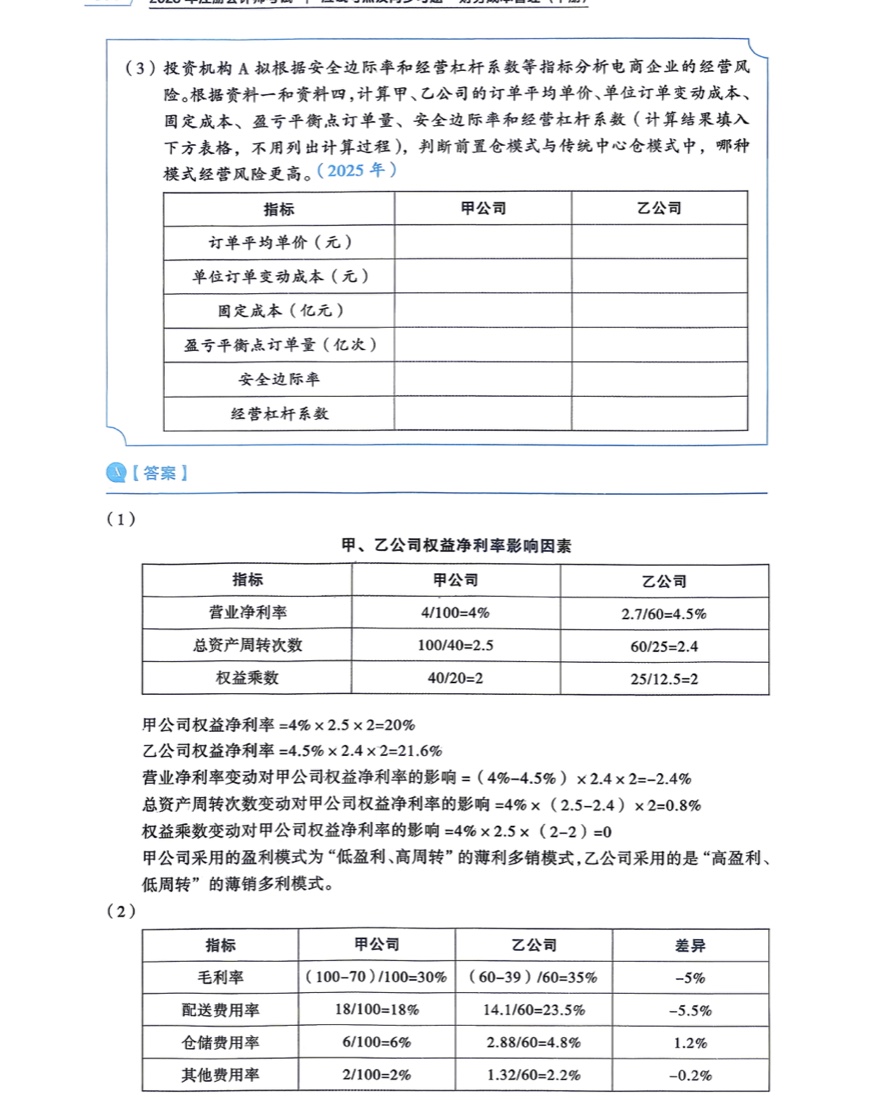 (3)投资机构 A 拟根据安全边际率和经营杠杆系数等指标分析电商企业的经营风
险。根据资料一和资料四,计算甲、乙公司的订单平均单价、单位订单变动成本、
固定成本、盈亏平衡点订单量、安全边际率和经营杠杆系数(计算结果填入
下方表格,不用列出计算过程),判断前置仓模式与传统中心仓模式中,哪种
模式经营风险更高。(2025 年)
指标 甲公司 乙公司
订单平均单价(元)
单位订单变动成本(元)
固定成本(亿元)
盈亏平衡点订单量(亿次)
安全边际率
经营杠杆系数
【答案】
(1)
甲、乙公司权益净利率影响因素
指标 甲公司 乙公司
营业净利率 4/100=4% 2.7/60=4.5%
总资产周转次数 100/40=2.5 60/25=2.4
权益乘数 40/20=2 25/12.5=2
甲公司权益净利率 =4%×2.5×2=20%
乙公司权益净利率 =4.5%×2.4×2=21.6%
营业净利率变动对甲公司权益净利率的影响 =(4%-4.5%)×2.4×2=-2.4%
总资产周转次数变动对甲公司权益净利率的影响 =4%×(2.5-2.4)×2=0.8%
权益乘数变动对甲公司权益净利率的影响 =4%×2.5×(2-2)=0
甲公司采用的盈利模式为“低盈利、高周转”的薄利多销模式,乙公司采用的是“高盈利、
低周转”的薄销多利模式。
(2)
指标 甲公司 乙公司 差异
毛利率 (100-70)/100=30% (60-39)/60=35% -5%
配送费用率 18/100=18% 14.1/60=23.5% -5.5%
仓储费用率 6/100=6% 2.88/60=4.8% 1.2%
其他费用率 2/100=2% 1.32/60=2.2% -0.2%